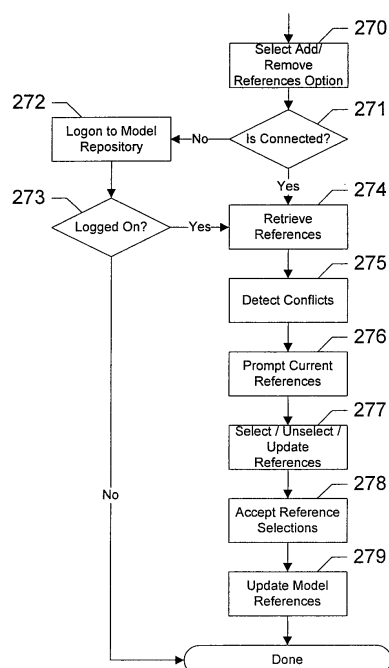 270
Select Add/
Remove
References Option
271
Is Connected?
No
272
Logon to Model
Repository
Yes
273
Logged On?
Yes
274
Retrieve
References
275
Detect Conflicts
276
Prompt Current
References
277
Select / Unselect /
Update
References
278
Accept Reference
Selections
279
Update Model
References
No
Done